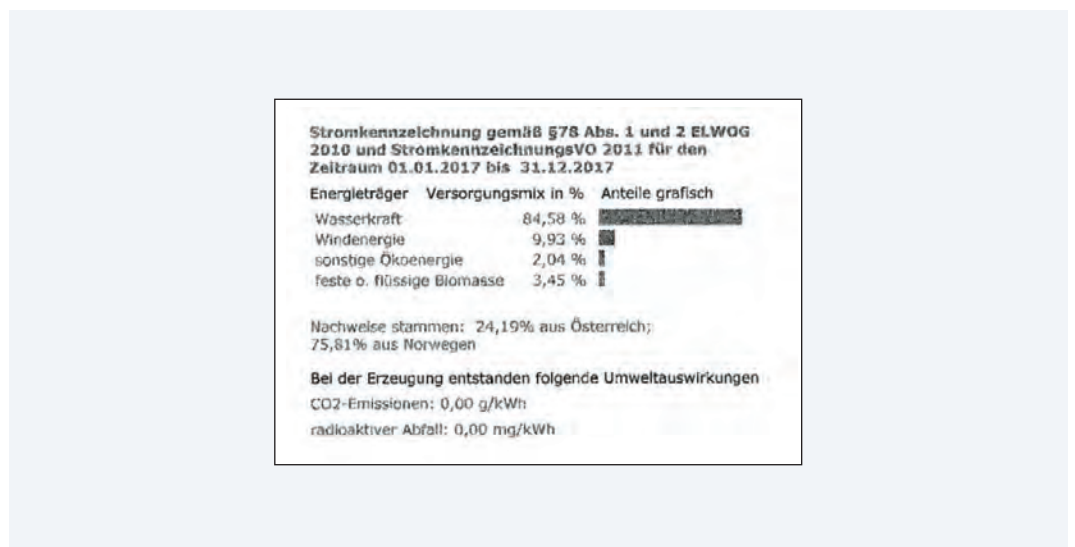 Stromkennzeichnung gemäß §78 Abs. 1 und 2 ELWOG
2010 und StromkennzeichnungsVO 2011 für den
Zeitraum 01.01.2017 bis 31.12.2017
Energieträger Versorgungsmix in % Anteile grafisch
Wasserkraft 84,58 %
Windenergie 9,93 %
sonstige Ökoenergie 2,04 %
feste o. flüssige Biomasse 3,45 %
Nachweise stammen: 24,19% aus Österreich;
75,81% aus Norwegen
Bei der Erzeugung entstanden folgende Umweltauswirkungen
CO2-Emissionen: 0,00 g/kWh
radioaktiver Abfall: 0,00 mg/kWh